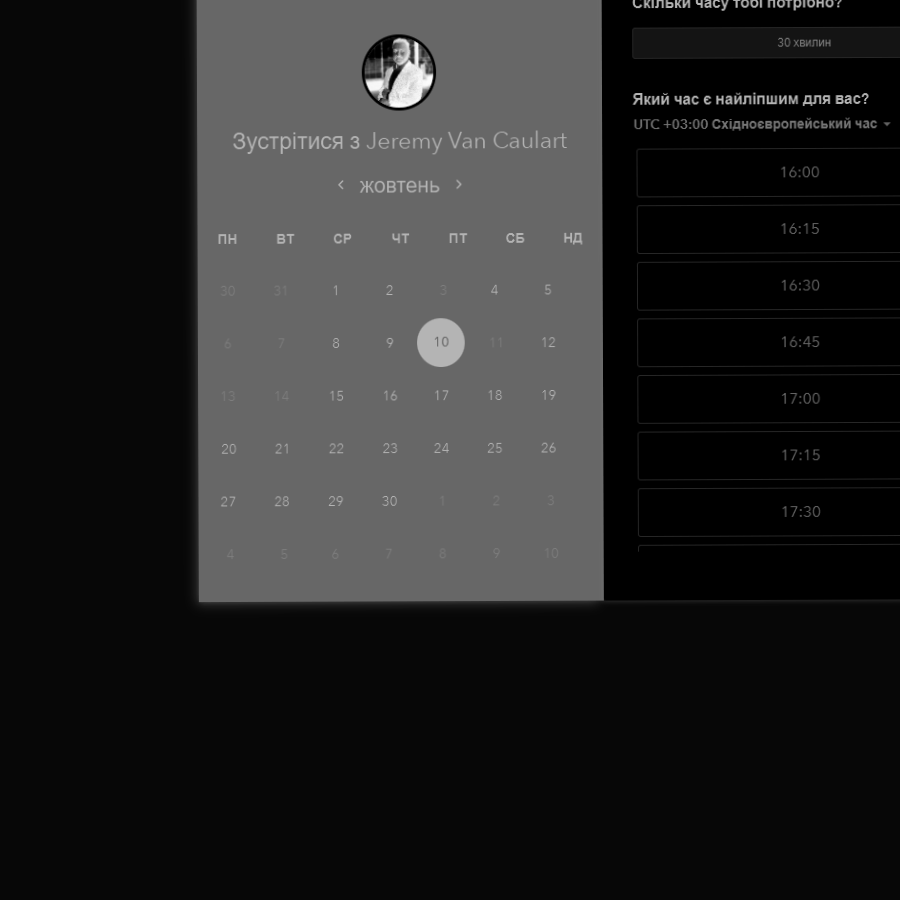 Зустрітися з Jeremy Van Caulart
жовтень
ПН ВТ СР ЧТ ПТ СБ НД
30 31 1 2 3 4 5
6 7 8 9 10 11 12
13 14 15 16 17 18 19
20 21 22 23 24 25 26
27 28 29 30 1 2 3
4 5 6 7 8 9 10
Скільки часу тобі потрібно?
30 хвилин
Який час є найліпшим для вас?
UTC +03:00 Східноєвропейський час
16:00
16:15
16:30
16:45
17:00
17:15
17:30